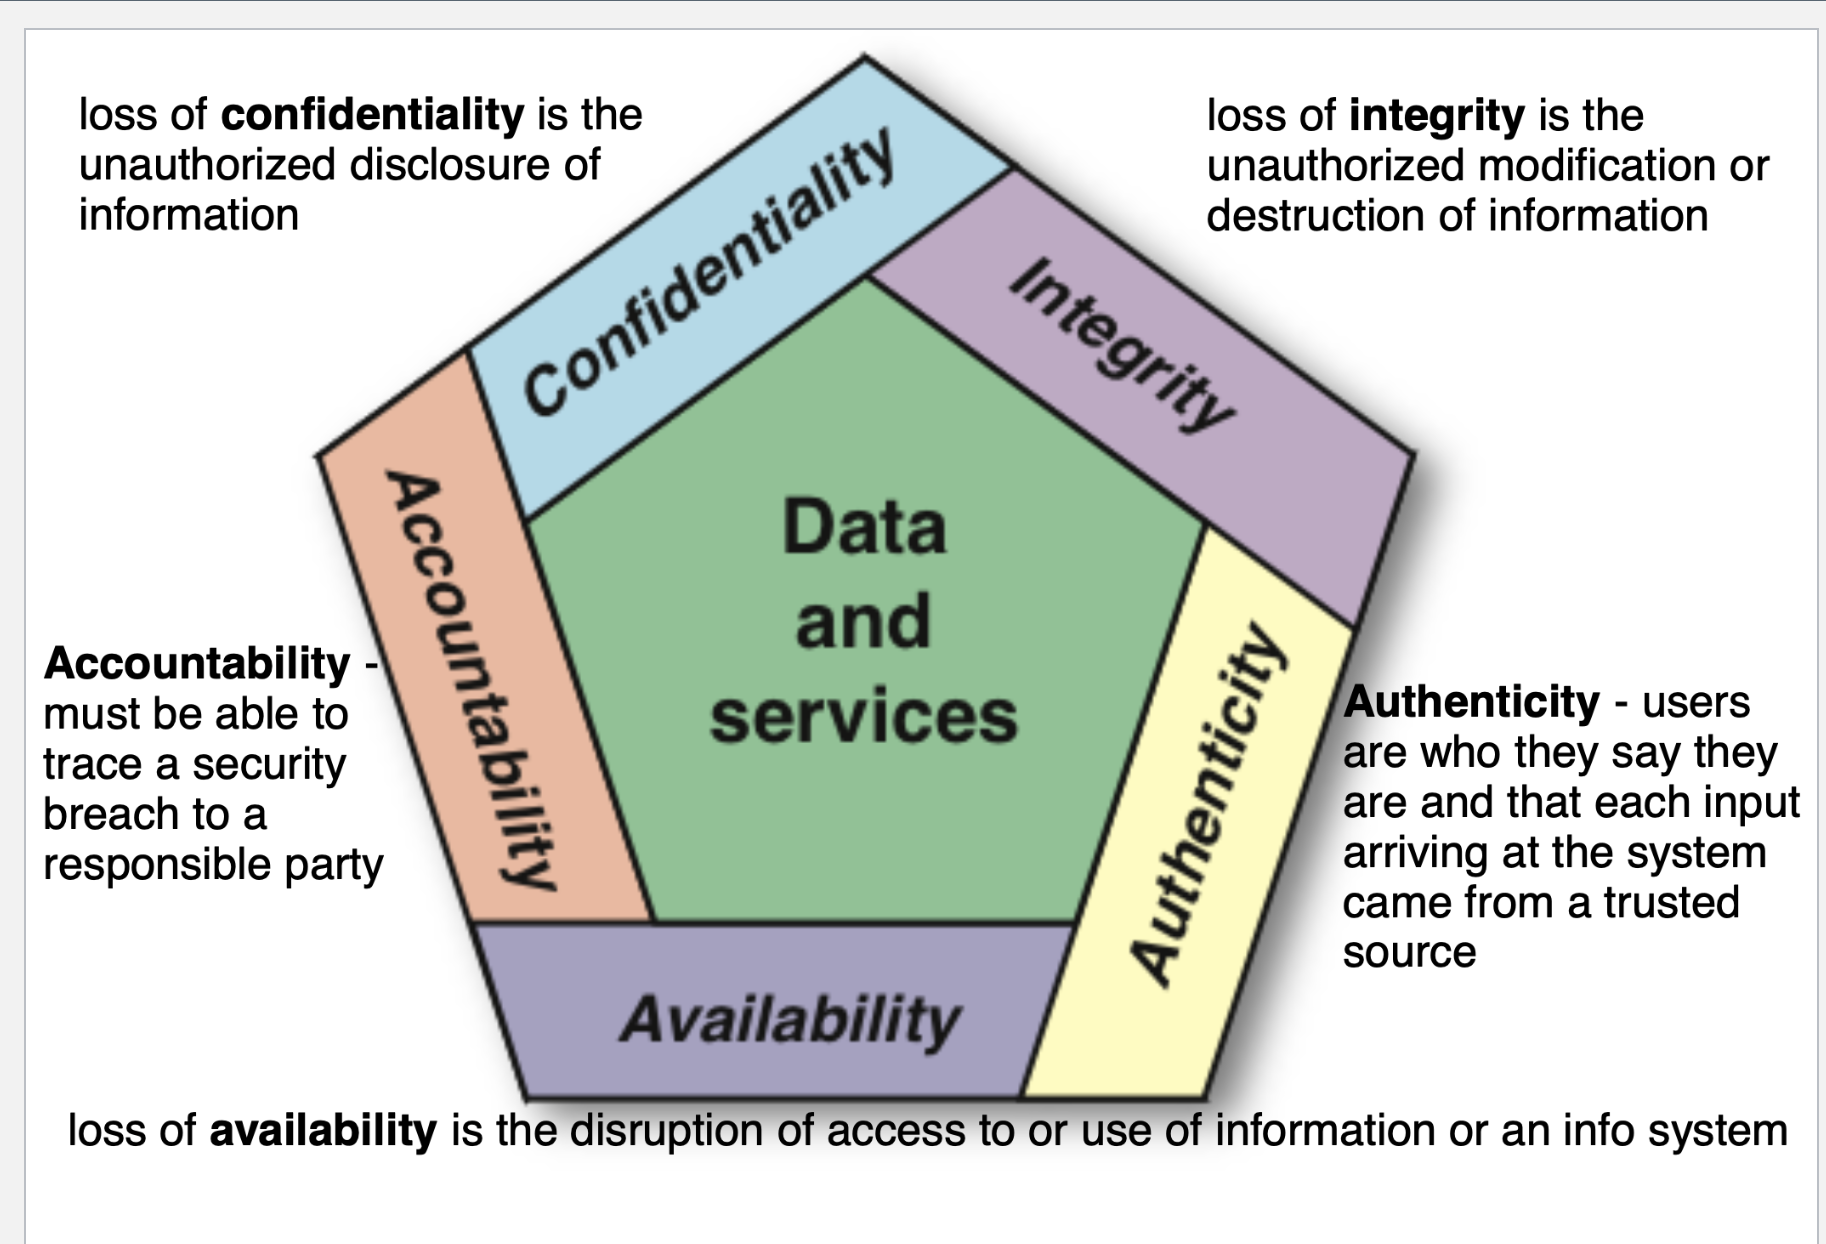 loss of confidentiality is the
unauthorized disclosure of
information
loss of integrity is the
unauthorized modification or
destruction of information
Confidentiality
Integrity
Data
and
services
Accountability
Authenticity
Availability
Accountability -
must be able to
trace a security
breach to a
responsible party
Authenticity - users
are who they say they
are and that each input
arriving at the system
came from a trusted
source
loss of availability is the disruption of access to or use of information or an info system